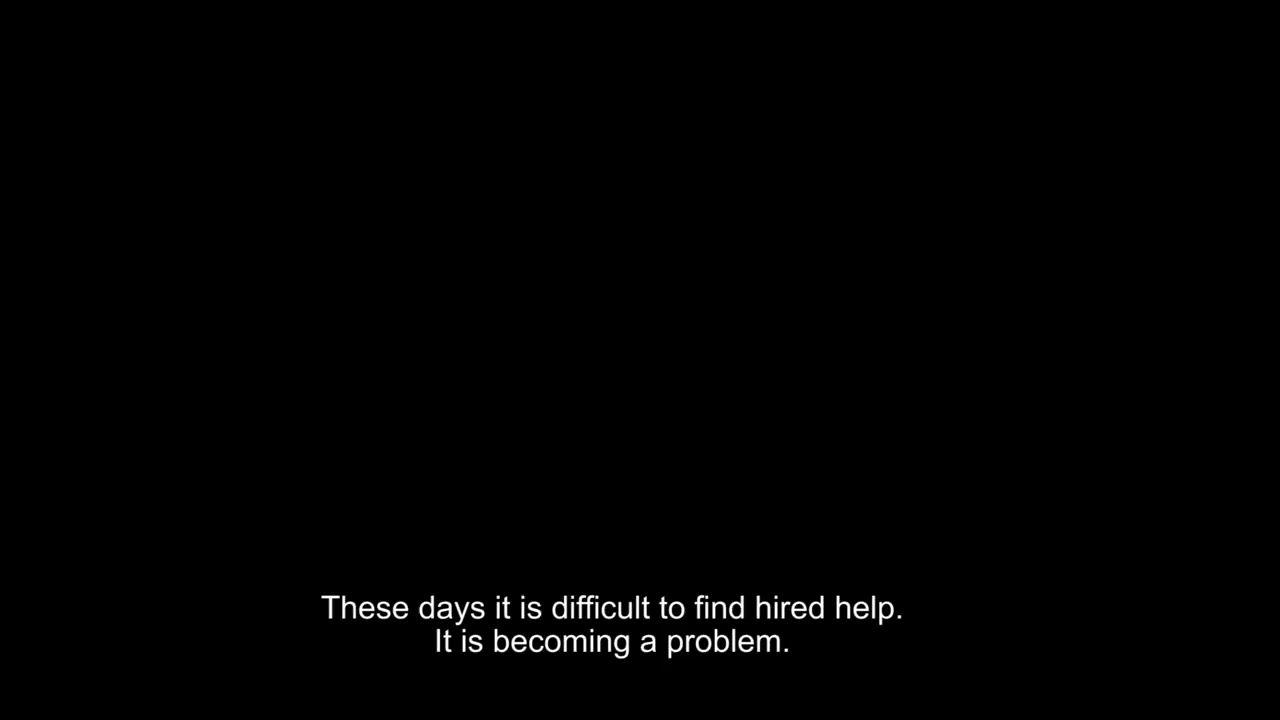 These days it is difficult to find hired help.
It is becoming a problem.